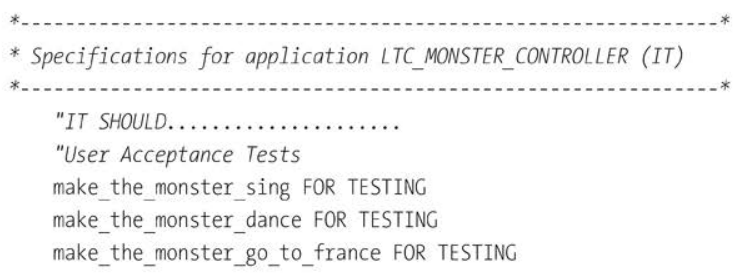 *----------------------------------------------------------------*
* Specifications for application LTC_MONSTER_CONTROLLER (IT)
*----------------------------------------------------------------*
"IT SHOULD.....................
"User Acceptance Tests
make_the_monster_sing FOR TESTING
make_the_monster_dance FOR TESTING
make_the_monster_go_to_france FOR TESTING